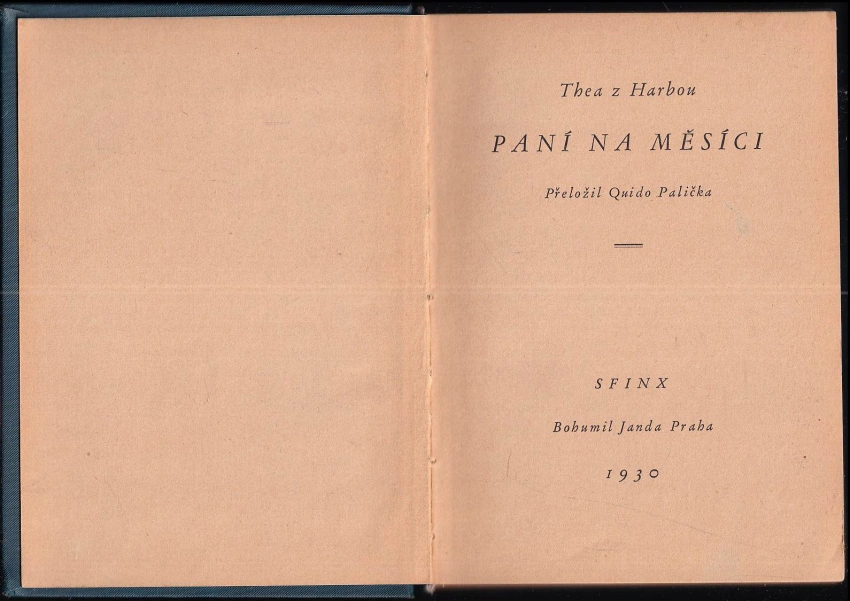 Thea z Harbou
PANÍ NA MĚSÍCI
Přeložil Quido Palička
SFINX
Bohumil Janda Praha
1930